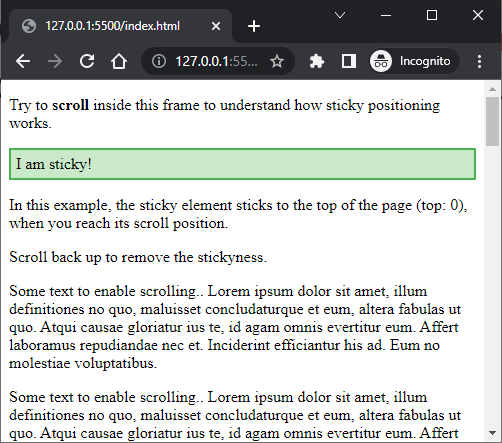 127.0.0.1:5500/index.html
127.0.0.1:55...
Incognito
Try to scroll inside this frame to understand how sticky positioning
works.
I am sticky!
In this example, the sticky element sticks to the top of the page (top: 0),
when you reach its scroll position.
Scroll back up to remove the stickyness.
Some text to enable scrolling.. Lorem ipsum dolor sit amet, illum
definitiones no quo, maluisset concludaturque et eum, altera fabulas ut
quo. Atqui causae gloriatur ius te, id agam omnis evertitur eum. Affert
laboramus repudiandae nec et. Inciderint efficiantur his ad. Eum no
molestiae voluptatibus.
Some text to enable scrolling.. Lorem ipsum dolor sit amet, illum
definitiones no quo, maluisset concludaturque et eum, altera fabulas ut
quo. Atqui causae gloriatur ius te, id agam omnis evertitur eum. Affert